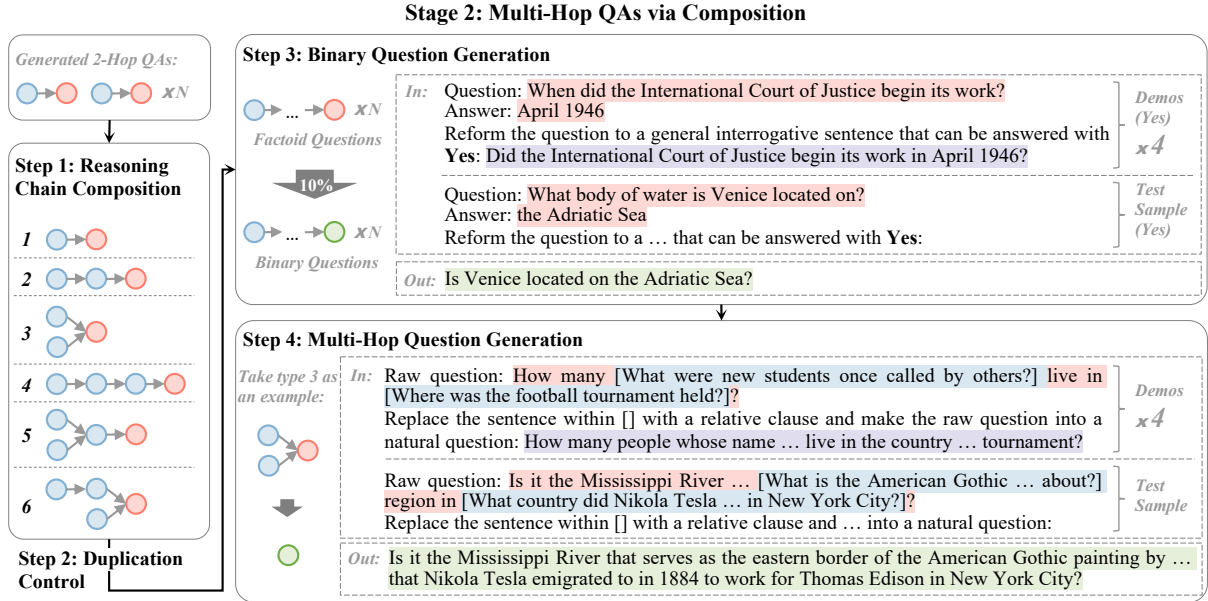 Stage 2: Multi-Hop QAs via Composition
Generated 2-Hop QAs:
×N
Step 1: Reasoning
Chain Composition
1
2
3
4
5
6
Step 2: Duplication
Control
Step 3: Binary Question Generation
×N
Factoid Questions
10%
×N
Binary Questions
In:
Question: When did the International Court of Justice begin its work?
Answer: April 1946
Reform the question to a general interrogative sentence that can be answered with
Yes: Did the International Court of Justice begin its work in April 1946?
Demos
(Yes)
×4
Question: What body of water is Venice located on?
Answer: the Adriatic Sea
Reform the question to a … that can be answered with Yes:
Test
Sample
(Yes)
Out: Is Venice located on the Adriatic Sea?
Step 4: Multi-Hop Question Generation
Take type 3 as
an example:
In:
Raw question: How many [What were new students once called by others?] live in
[Where was the football tournament held?]?
Replace the sentence within [] with a relative clause and make the raw question into a
natural question: How many people whose name … live in the country … tournament?
Demos
×4
Raw question: Is it the Mississippi River … [What is the American Gothic … about?]
region in [What country did Nikola Tesla … in New York City?]?
Replace the sentence within [] with a relative clause and … into a natural question:
Test
Sample
Out: Is it the Mississippi River that serves as the eastern border of the American Gothic painting by …
that Nikola Tesla emigrated to in 1884 to work for Thomas Edison in New York City?